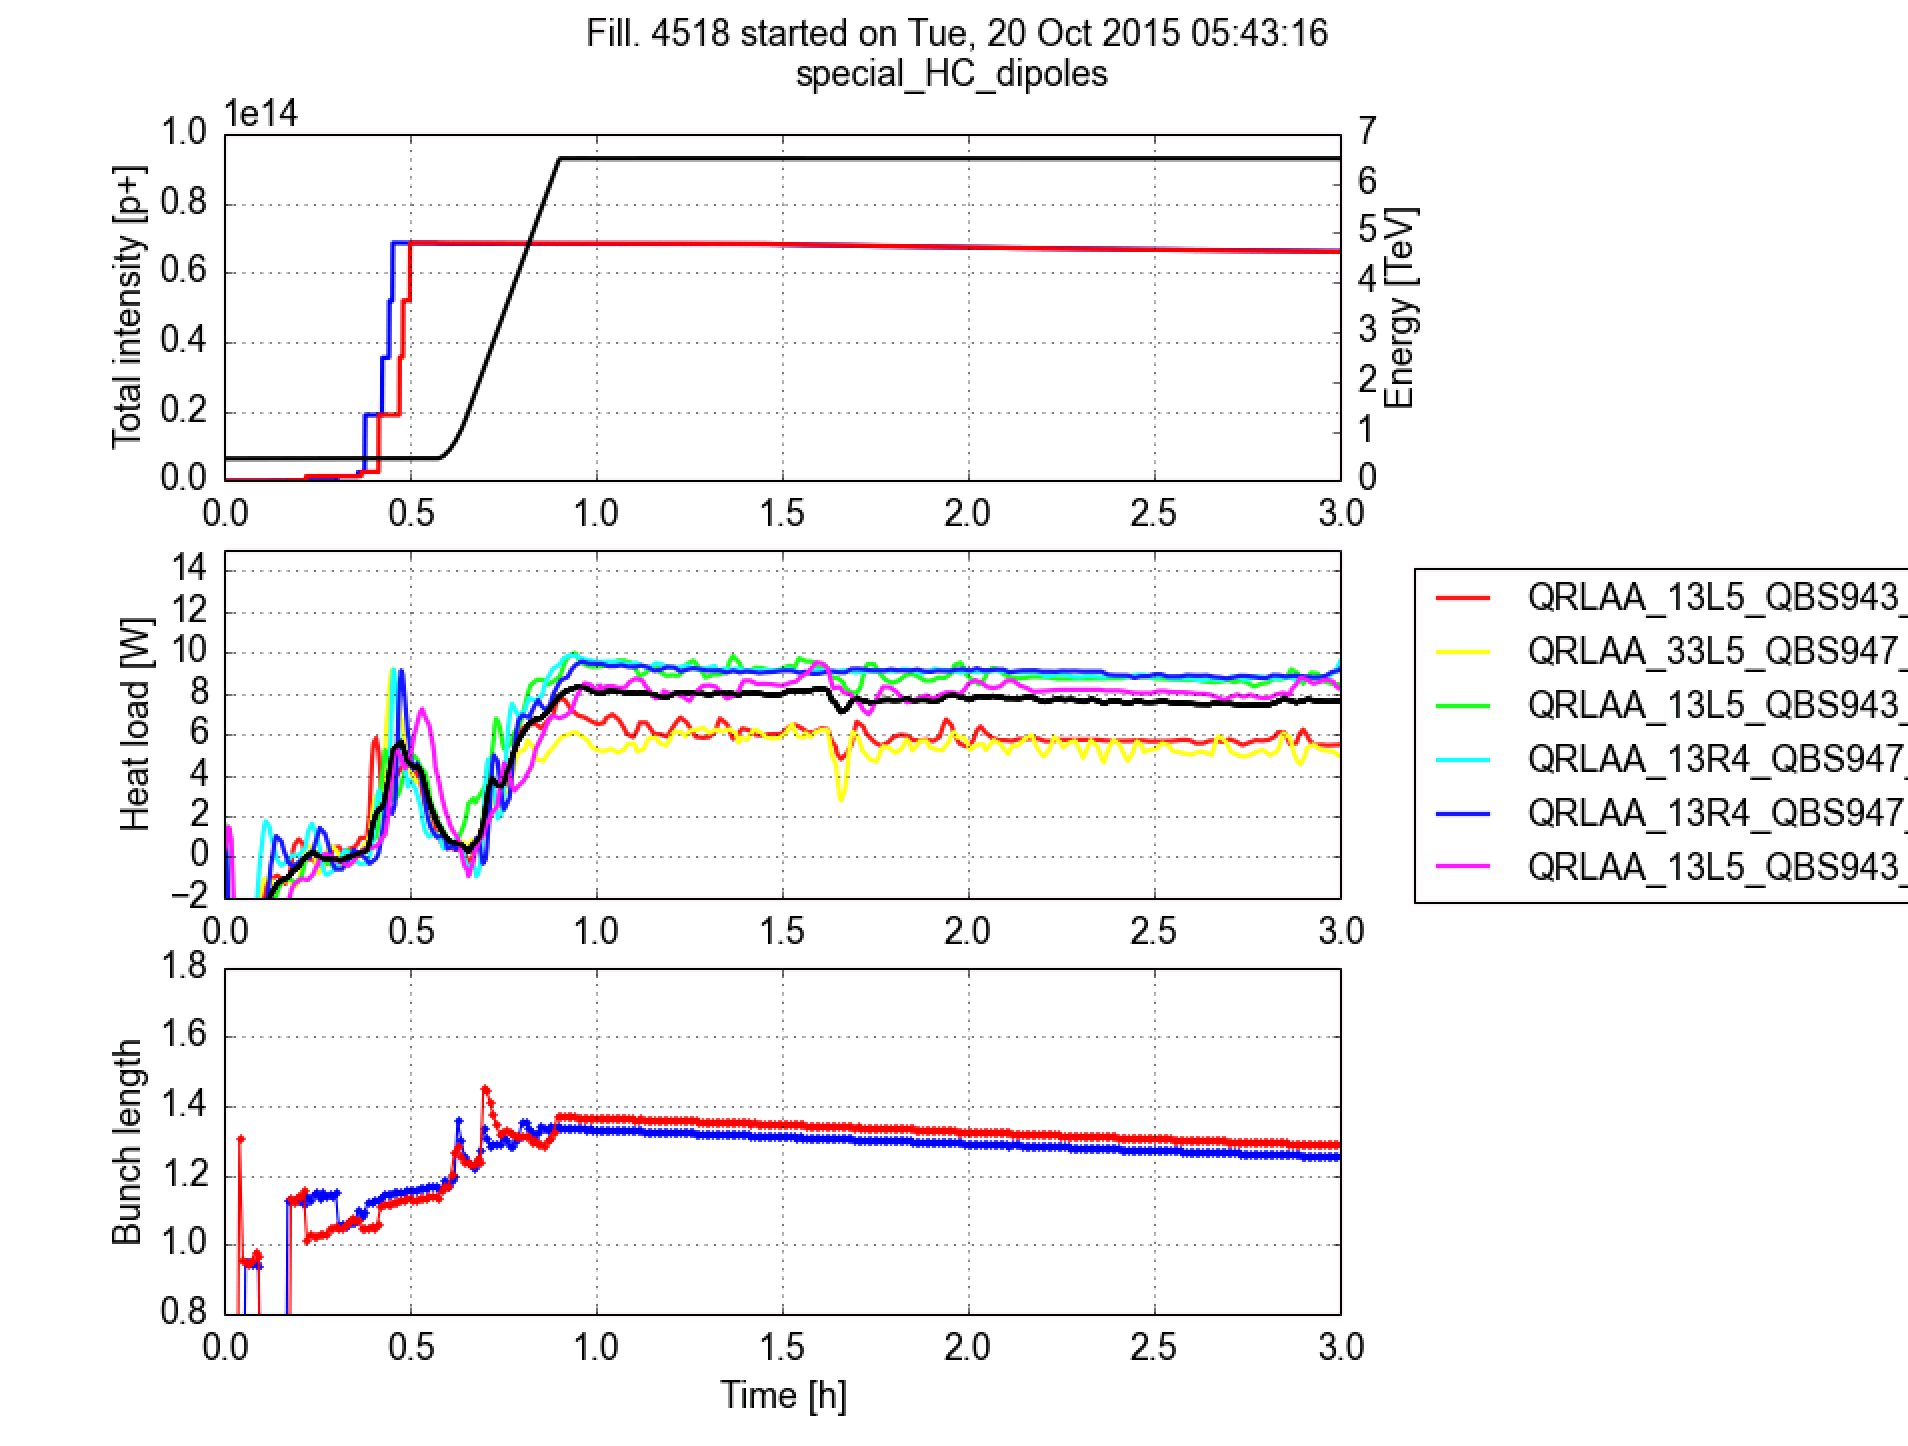 Fill. 4518 started on Tue, 20 Oct 2015 05:43:16
special_HC_dipoles
1e14
1.0
0.8
0.6
0.4
0.2
0.0
Total intensity [p+]
7
6
5
4
3
2
1
0
Energy [TeV]
0.0 0.5 1.0 1.5 2.0 2.5 3.0
14
12
10
8
6
4
2
0
−2
Heat load [W]
0.0 0.5 1.0 1.5 2.0 2.5 3.0
QRLAA_13L5_QBS943_
QRLAA_33L5_QBS947_
QRLAA_13L5_QBS943_
QRLAA_13R4_QBS947_
QRLAA_13R4_QBS947_
QRLAA_13L5_QBS943_
1.8
1.6
1.4
1.2
1.0
0.8
Bunch length
0.0 0.5 1.0 1.5 2.0 2.5 3.0
Time [h]